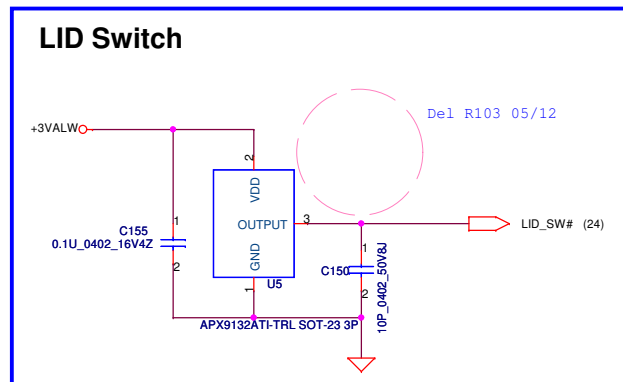 LID Switch
Del R103 05/12
+3VALW
2
VDD
1
C155
0.1U_0402_16V4Z
2
OUTPUT
3
LID_SW# (24)
GND
1
U5
1
C150
2
10P_0402_50V8J
APX9132ATI-TRL SOT-23 3P